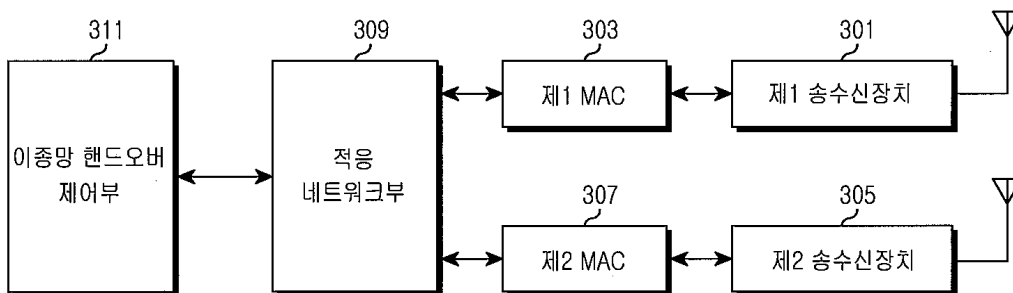 311
309
303
301
이종망 핸드오버
제어부
적응
네트워크부
제1 MAC
제1 송수신장치
307
305
제2 MAC
제2 송수신장치